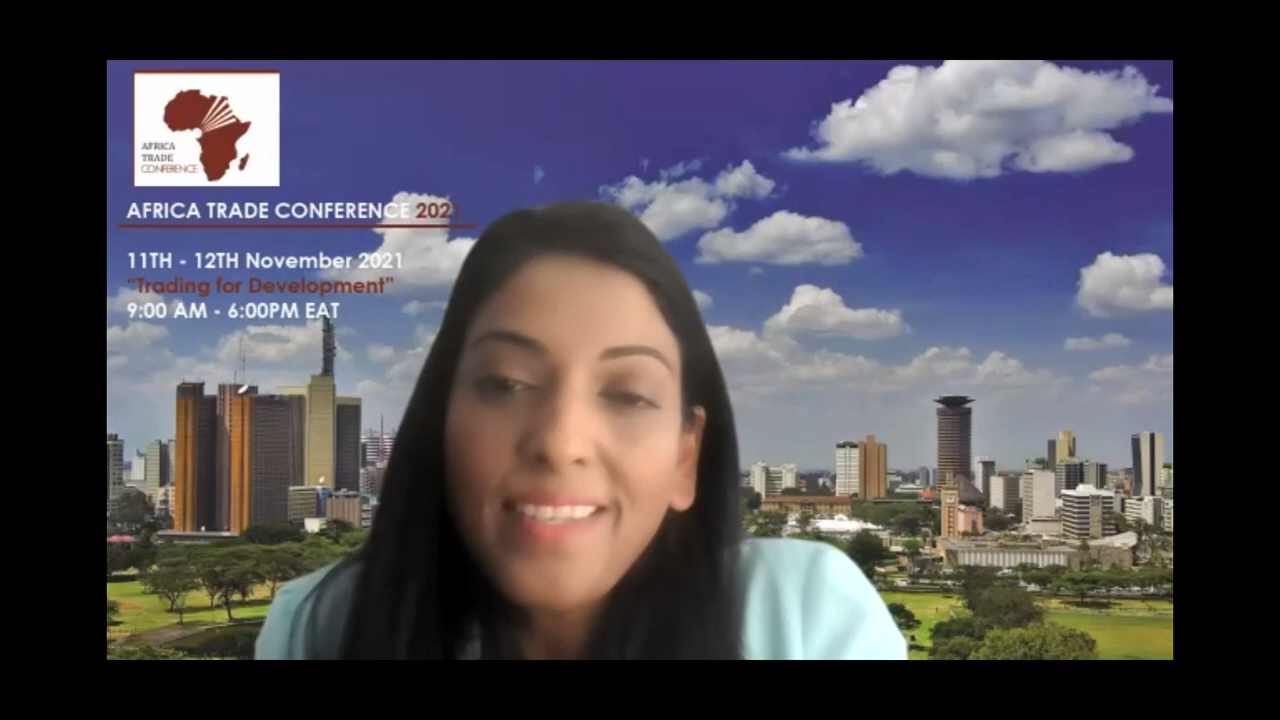 AFRICA
TRADE
CONFERENCE
AFRICA TRADE CONFERENCE 2021
11TH - 12TH November 2021
"Trading for Development"
9:00 AM - 6:00PM EAT